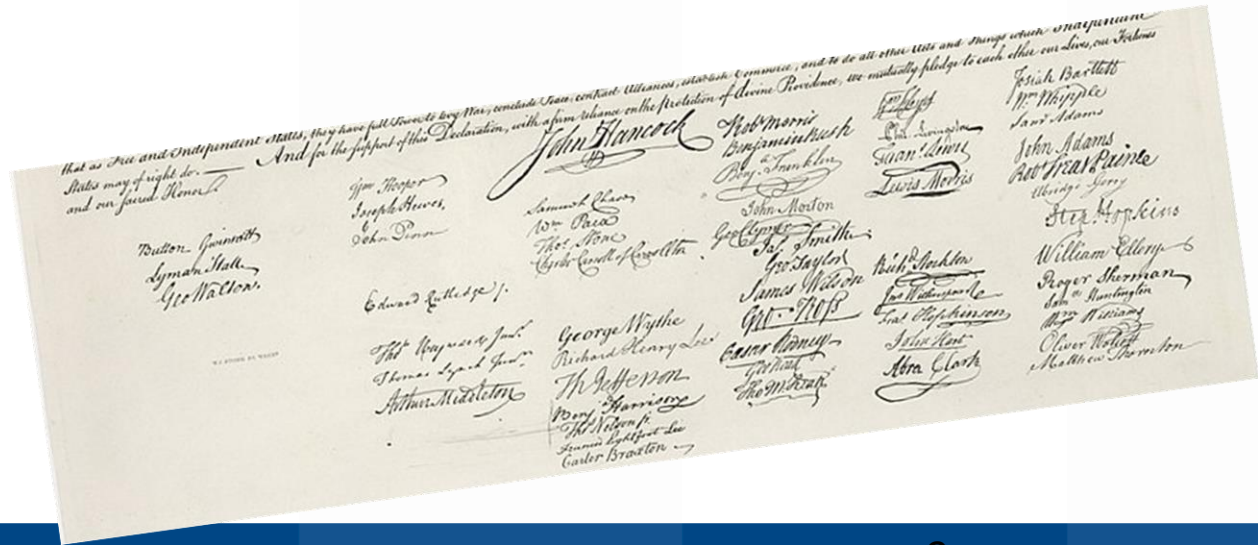 that as Free and Independent States, they have full Power to levy War, conclude Peace, contract Alliances, establish Commerce, and to do all other Acts and Things which Independent
States may of right do. — And for the support of this Declaration, with a firm reliance on the Protection of divine Providence, we mutually pledge to each other our Lives, our Fortunes
and our sacred Honor
Button Gwinnett
Lyman Hall
Geo Walton.
Wm Hooper
Joseph Hewes,
John Penn
Edward Rutledge
Thos Heyward Junr.
Thomas Lynch Junr
Arthur Middleton
John Hancock
Samuel Chase
Wm Paca
Thos Stone
Charles Carroll of Carrollton
George Wythe
Richard Henry Lee
Th Jefferson
Benj Harrison
Thos Nelson jr.
Francis Lightfoot Lee
Carter Braxton
Robt Morris
Benjamin Rush
Benj Franklin
John Morton
Geo Clymer
Jas Smith
Geo Taylor
James Wilson
Geo Ross
Caesar Rodney
Geo Read
Tho M:Kean
Phil Livingston
Frans Lewis
Lewis Morris
Richd Stockton
Jno Witherspoon
Fras Hopkinson
John Hart
Abra Clark
Josiah Bartlett
Wm Whipple
Saml Adams
John Adams
Robt Treat Paine
Elbridge Gerry
Step Hopkins
William Ellery
Roger Sherman
Saml Huntington
Wm Williams
Oliver Wolcott
Matthew Thornton